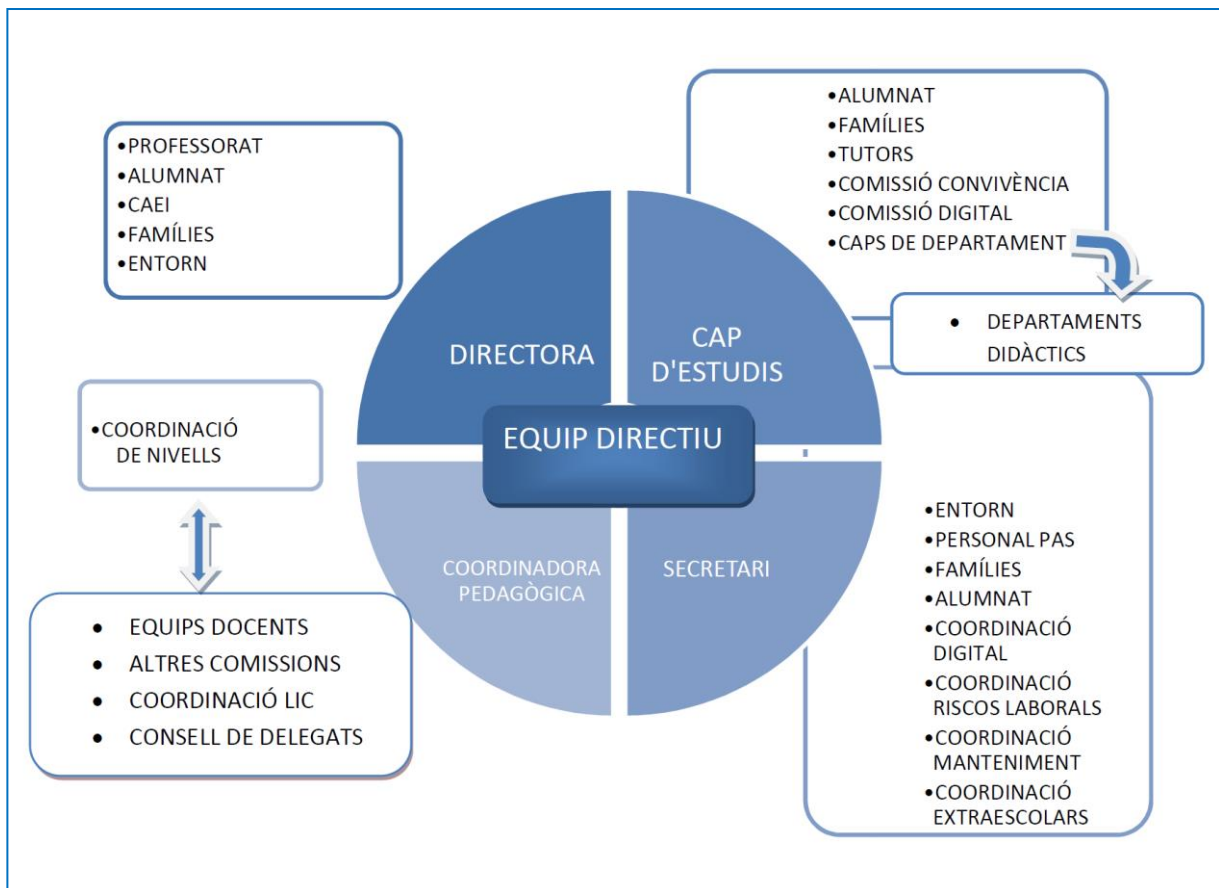 •PROFESSORAT
•ALUMNAT
•CAEI
•FAMÍLIES
•ENTORN
•ALUMNAT
•FAMÍLIES
•TUTORS
•COMISSIÓ CONVIVÈNCIA
•COMISSIÓ DIGITAL
•CAPS DE DEPARTAMENT
• DEPARTAMENTS
DIDÀCTICS
DIRECTORA
CAP
D'ESTUDIS
EQUIP DIRECTIU
COORDINADORA
PEDAGÒGICA
SECRETARI
•COORDINACIÓ
DE NIVELLS
• EQUIPS DOCENTS
• ALTRES COMISSIONS
• COORDINACIÓ LIC
• CONSELL DE DELEGATS
•ENTORN
•PERSONAL PAS
•FAMÍLIES
•ALUMNAT
•COORDINACIÓ
DIGITAL
•COORDINACIÓ
RISCOS LABORALS
•COORDINACIÓ
MANTENIMENT
•COORDINACIÓ
EXTRAESCOLARS